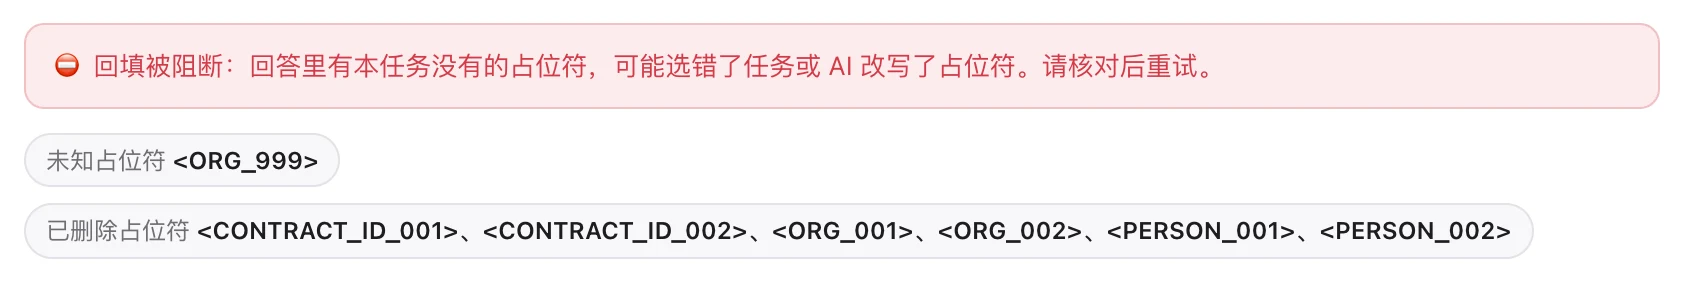 ⛔ 回填被阻断：回答里有本任务没有的占位符，可能选错了任务或 AI 改写了占位符。请核对后重试。
未知占位符 <ORG_999>
已删除占位符 <CONTRACT_ID_001>、<CONTRACT_ID_002>、<ORG_001>、<ORG_002>、<PERSON_001>、<PERSON_002>